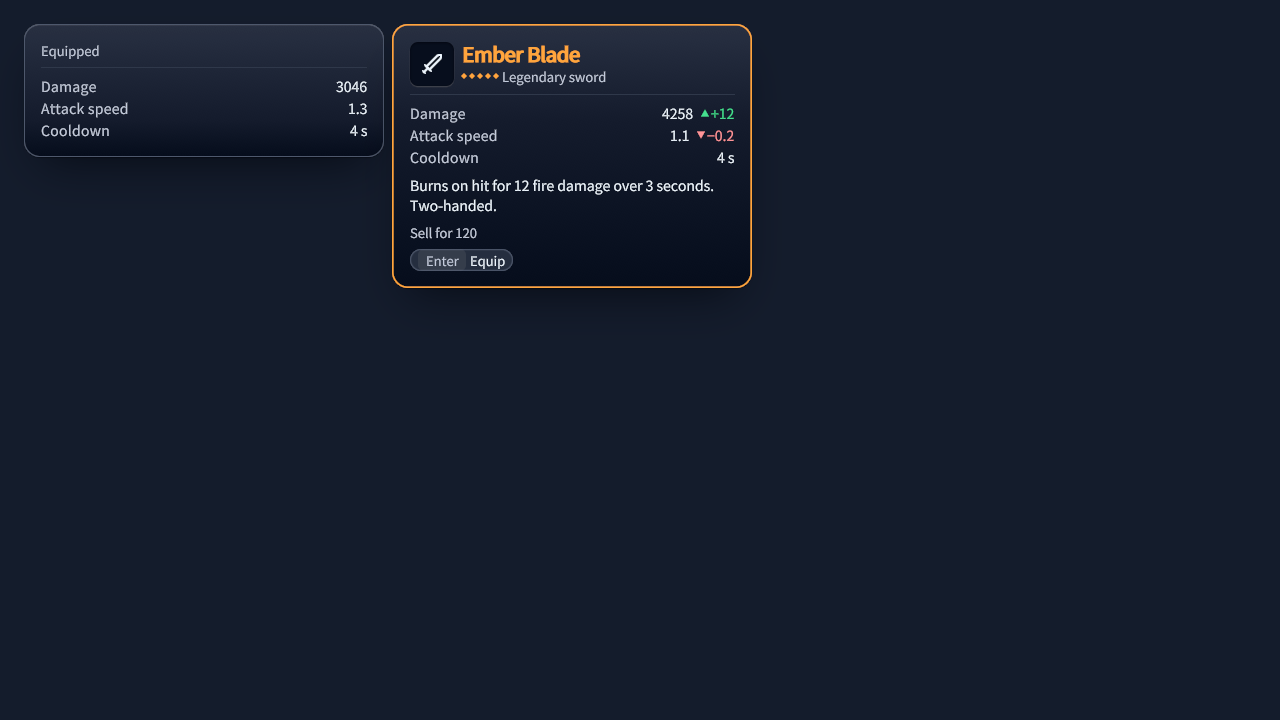 Equipped
Damage 3046
Attack speed 1.3
Cooldown 4 s
Ember Blade
Legendary sword
Damage 4258 ▲+12
Attack speed 1.1 ▼−0.2
Cooldown 4 s
Burns on hit for 12 fire damage over 3 seconds.
Two-handed.
Sell for 120
Enter Equip